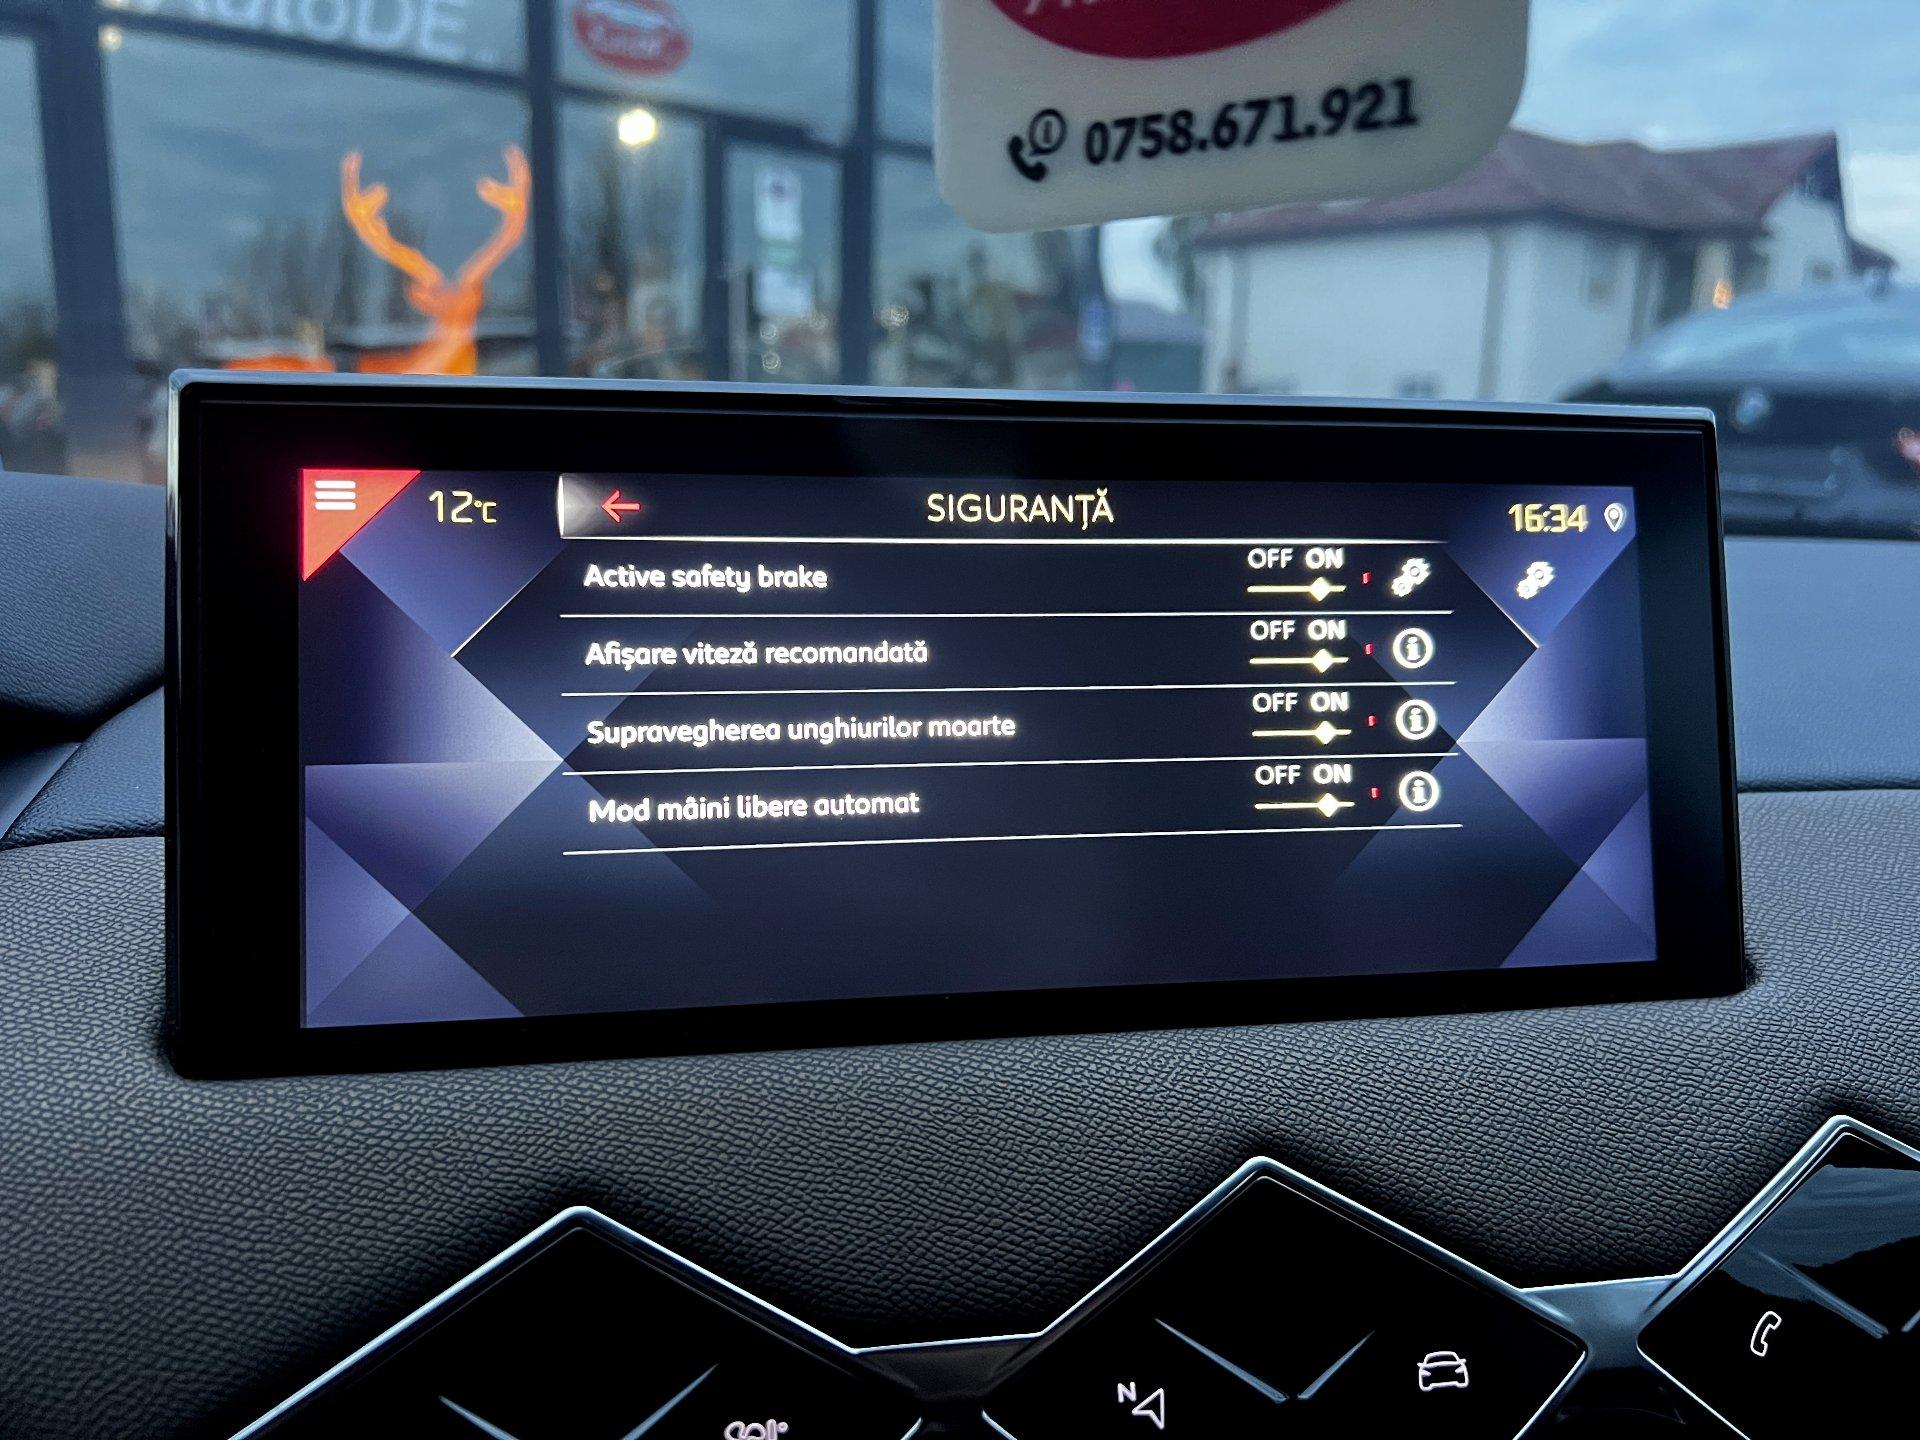 AutoDE
0758.671.921
12°C
SIGURANȚĂ
16:34
Active safety brake
OFF ON
Afișare viteză recomandată
OFF ON
Supravegherea unghiurilor moarte
OFF ON
Mod mâini libere automat
OFF ON
N